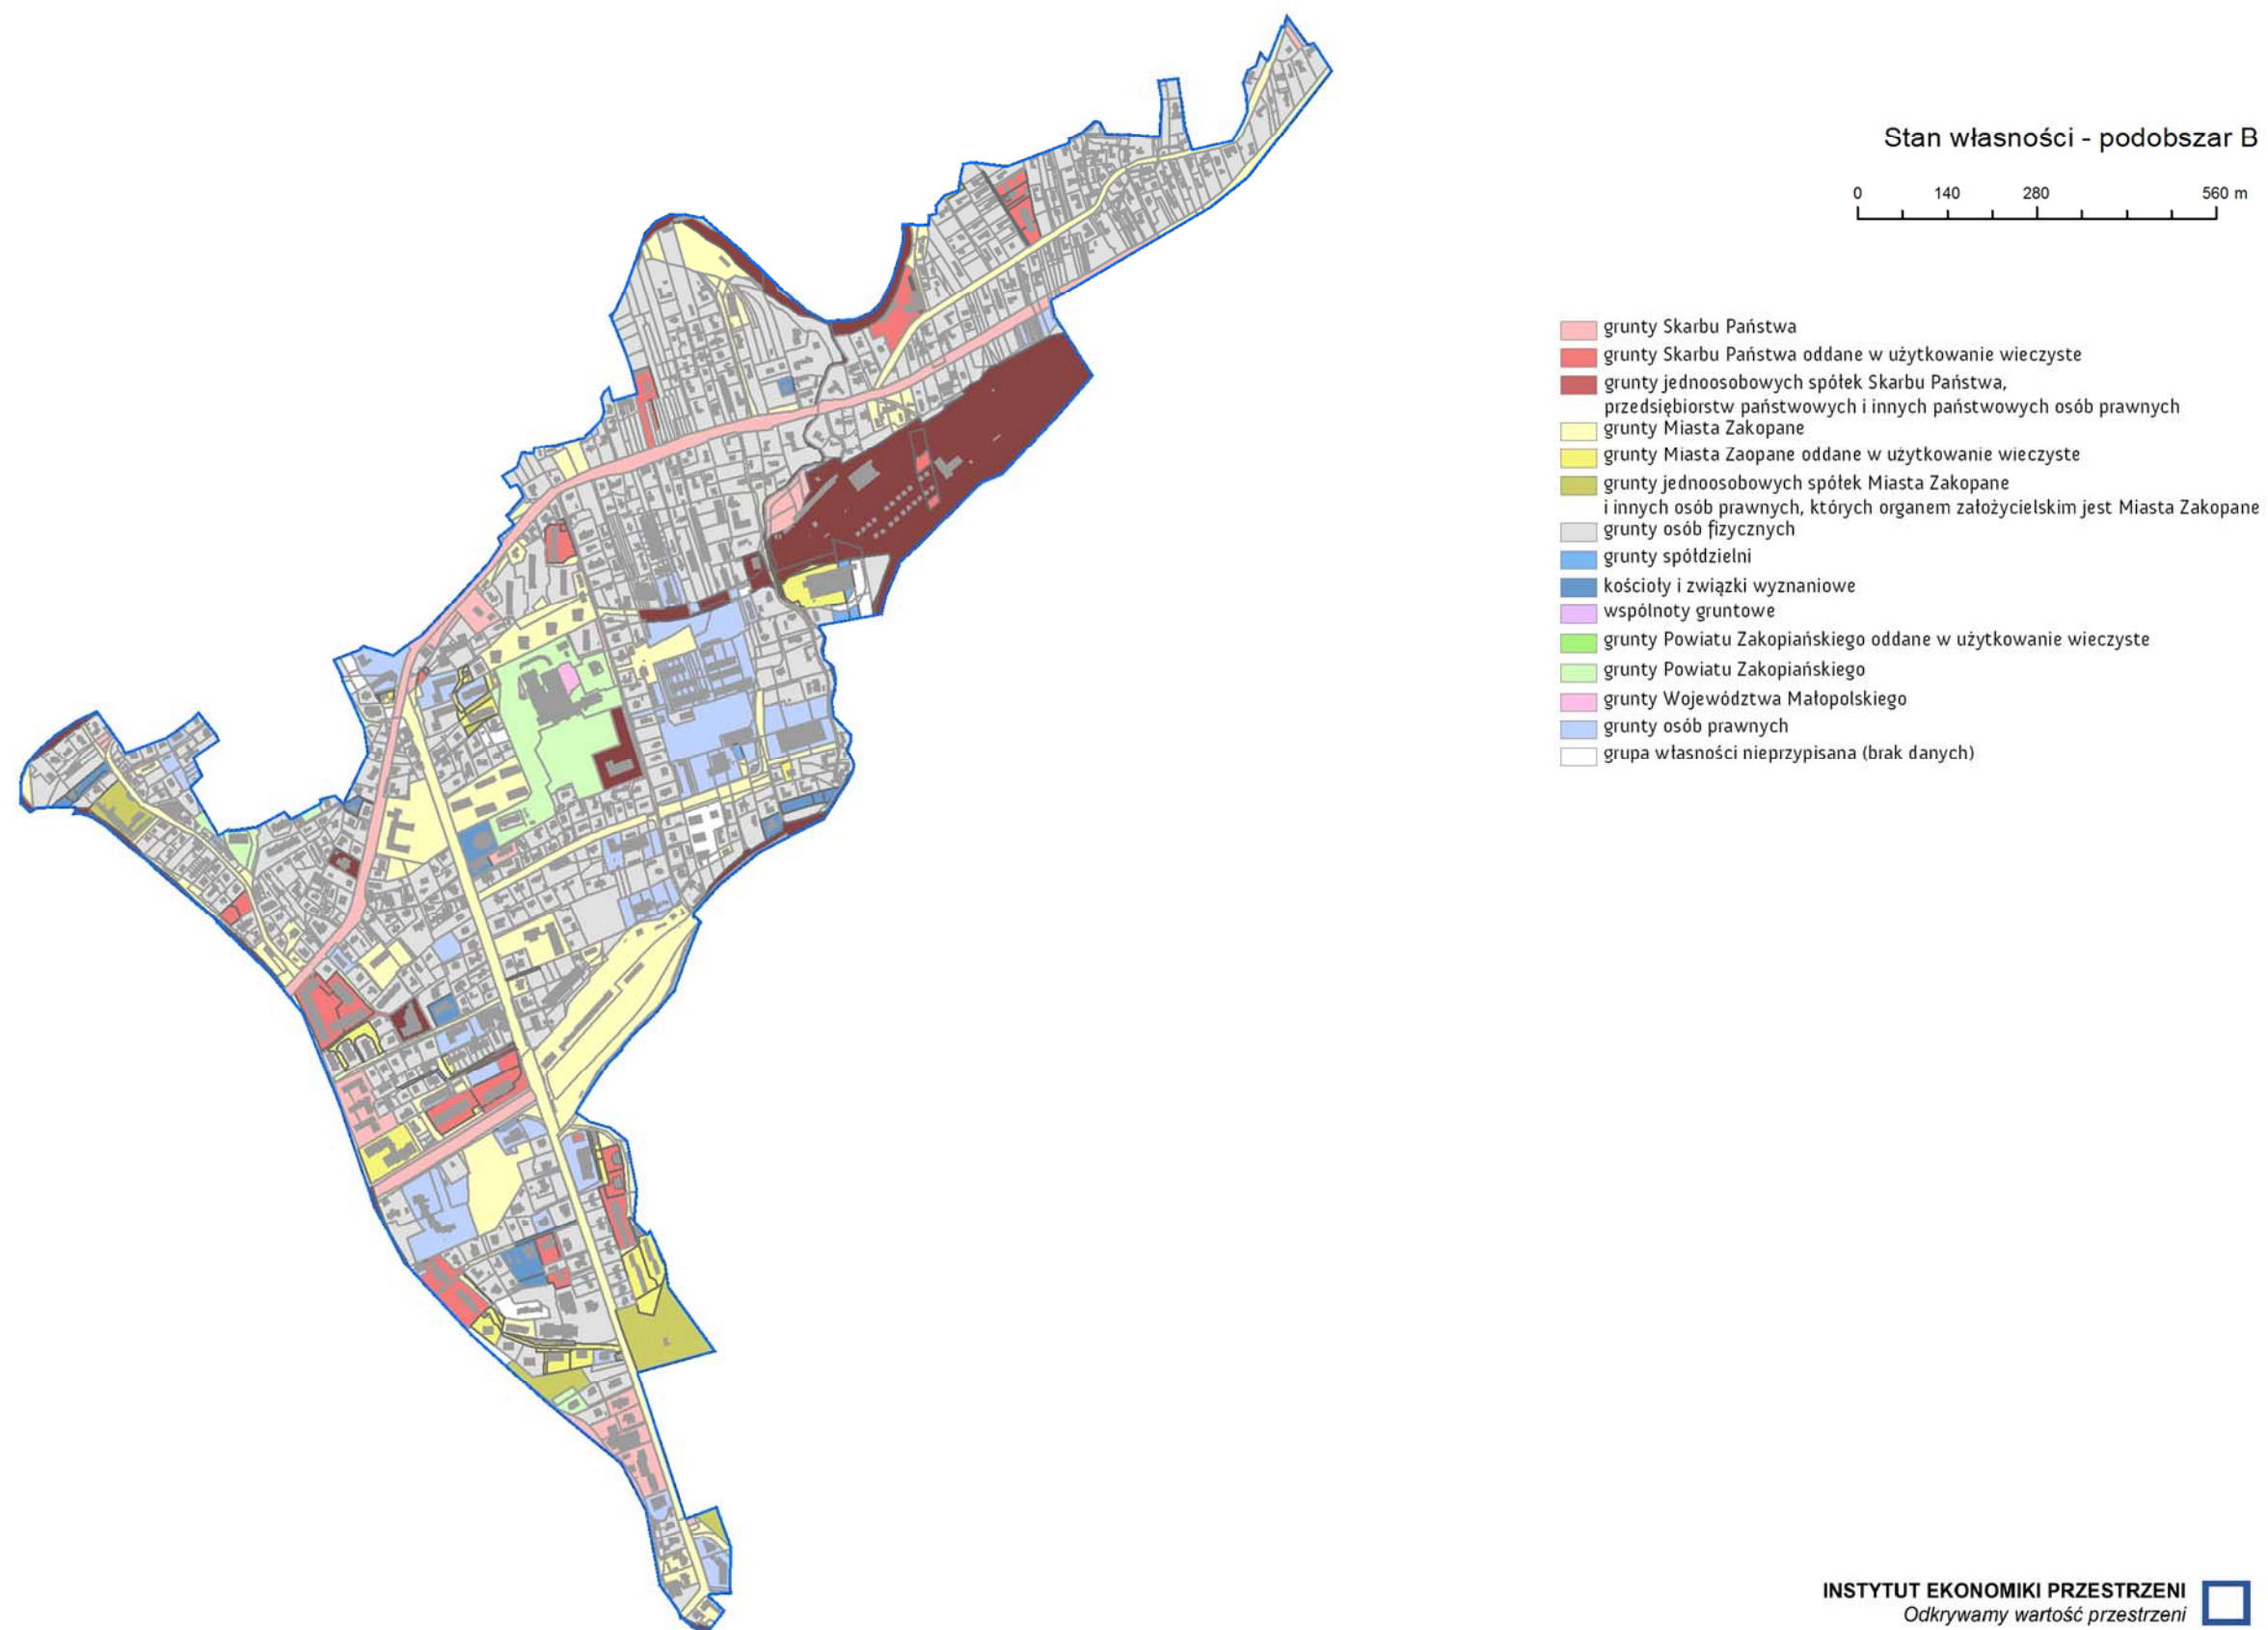 Stan własności - podobszar B
0 140 280 560 m
grunty Skarbu Państwa
grunty Skarbu Państwa oddane w użytkowanie wieczyste
grunty jednoosobowych spółek Skarbu Państwa,
przedsiębiorstw państwowych i innych państwowych osób prawnych
grunty Miasta Zakopane
grunty Miasta Zaopane oddane w użytkowanie wieczyste
grunty jednoosobowych spółek Miasta Zakopane
i innych osób prawnych, których organem założycielskim jest Miasta Zakopane
grunty osób fizycznych
grunty spółdzielni
kościoły i związki wyznaniowe
wspólnoty gruntowe
grunty Powiatu Zakopiańskiego oddane w użytkowanie wieczyste
grunty Powiatu Zakopiańskiego
grunty Województwa Małopolskiego
grunty osób prawnych
grupa własności nieprzypisana (brak danych)
INSTYTUT EKONOMIKI PRZESTRZENI
Odkrywamy wartość przestrzeni